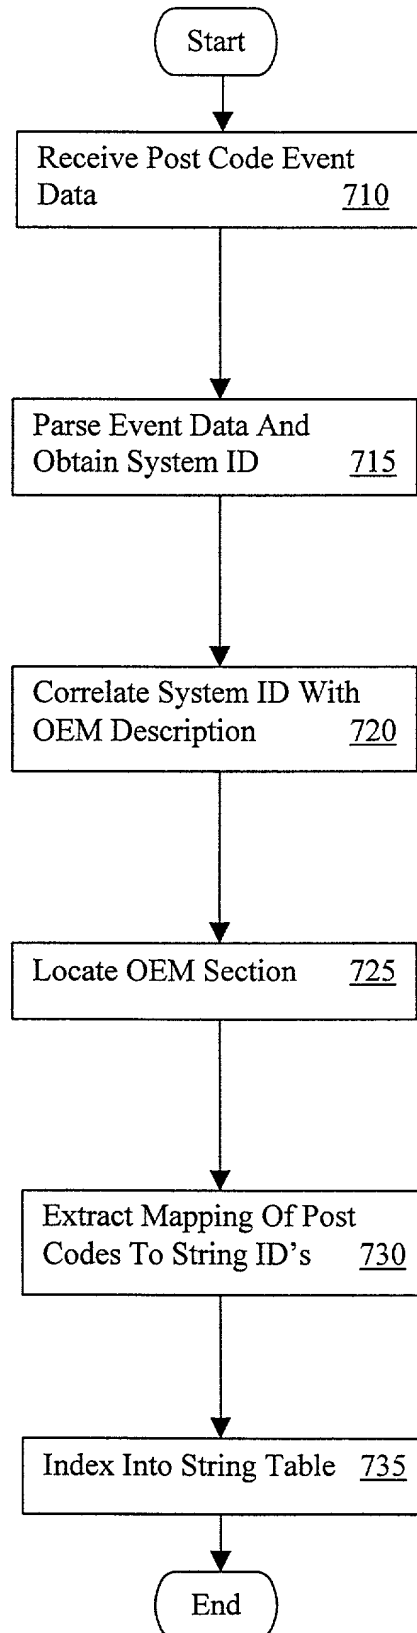 Start
Receive Post Code Event
Data 710
Parse Event Data And
Obtain System ID 715
Correlate System ID With
OEM Description 720
Locate OEM Section 725
Extract Mapping Of Post
Codes To String ID's 730
Index Into String Table 735
End